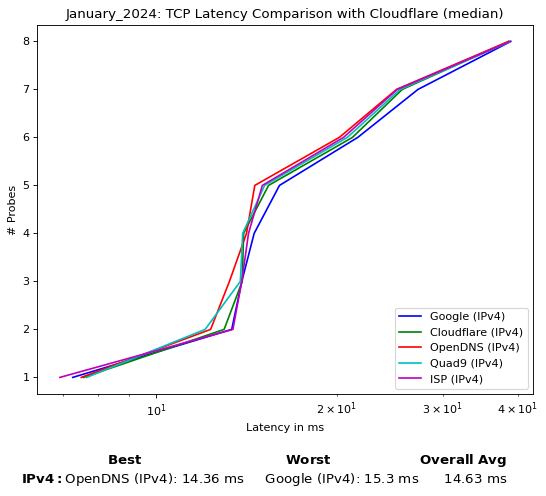 January_2024: TCP Latency Comparison with Cloudflare (median)
8
7
6
5
4
3
2
1
# Probes
10¹
2 × 10¹
3 × 10¹
4 × 10¹
Latency in ms
Google (IPv4)
Cloudflare (IPv4)
OpenDNS (IPv4)
Quad9 (IPv4)
ISP (IPv4)
Best Worst Overall Avg
IPv4: OpenDNS (IPv4): 14.36 ms Google (IPv4): 15.3 ms 14.63 ms